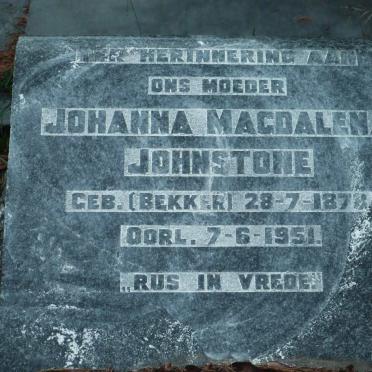 TER HERINNERING AAN
ONS MOEDER
JOHANNA MAGDALEN
JOHNSTONE
GEB. (BEKKER) 28-7-1878
OORL. 7-6-1951.
„RUS IN VREDE"